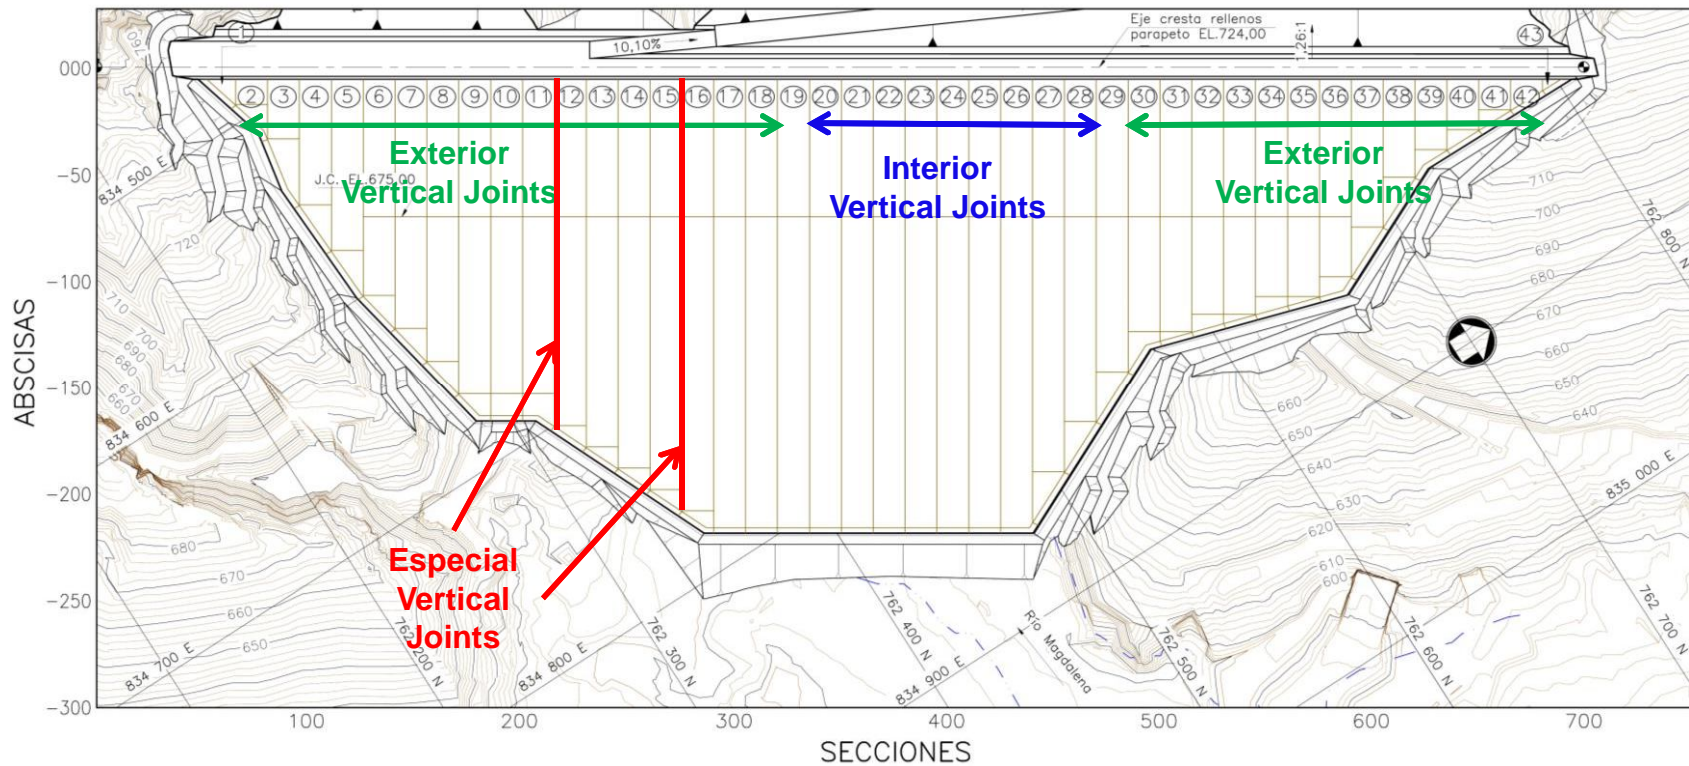 Eje cresta rellenos
parapeto EL.724,00
1,26:1
10,10%
1
43
760
000
2 3 4 5 6 7 8 9 10 11 12 13 14 15 16 17 18 19 20 21 22 23 24 25 26 27 28 29 30 31 32 33 34 35 36 37 38 39 40 41 42
Exterior
Vertical Joints
Interior
Vertical Joints
Exterior
Vertical Joints
J.C. EL.675,00
834 500 E
-50
720
710
700
690
680
670
660
-100
834 600 E
-150
ABSCISAS
-200
-250
-300
762 800 N
710
700
690
680
670
660
650
640
660
650
640
630
620
610
600
835 000 E
Especial
Vertical
Joints
680
670
660
650
834 700 E
762 200 N
834 800 E
762 300 N
762 400 N
834 900 E
Río Magdalena
762 500 N
762 600 N
762 700 N
100 200 300 400 500 600 700
SECCIONES